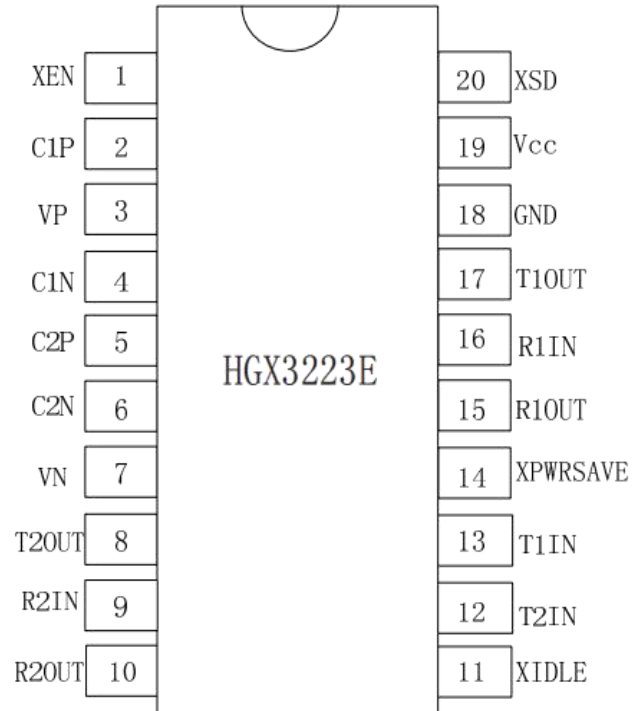 XEN 1 20 XSD
C1P 2 19 Vcc
VP 3 18 GND
C1N 4 17 T1OUT
C2P 5 16 R1IN
HGX3223E
C2N 6 15 R1OUT
VN 7 14 XPWRSAVE
T2OUT 8 13 T1IN
R2IN 9 12 T2IN
R2OUT 10 11 XIDLE